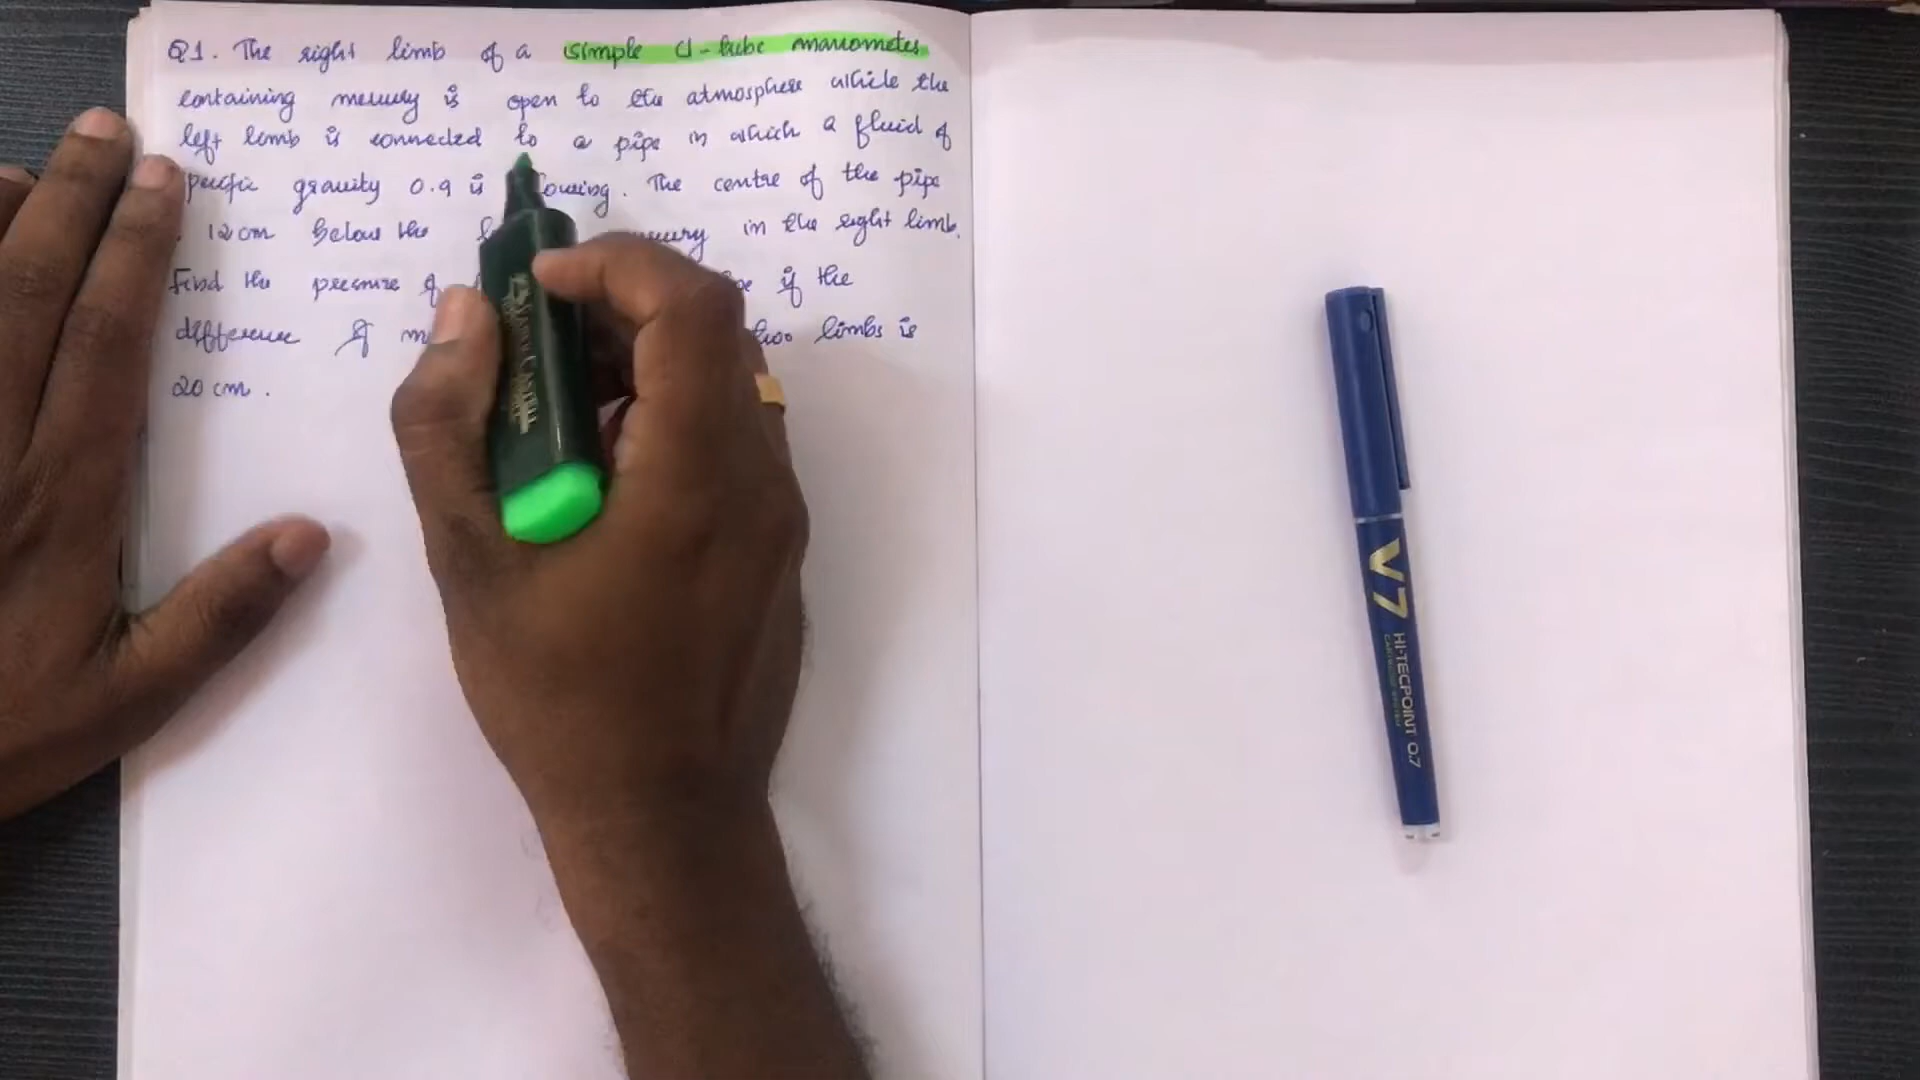 Q1. The right limb of a simple U-tube manometer
containing mercury is open to the atmosphere while the
left limb is connected to a pipe in which a fluid of
specific gravity 0.9 is flowing. The centre of the pipe
12cm below the in the right limb.
Find the pressure of if the
difference of two limbs is
20 cm.
V7
HI-TECPOINT 0.7